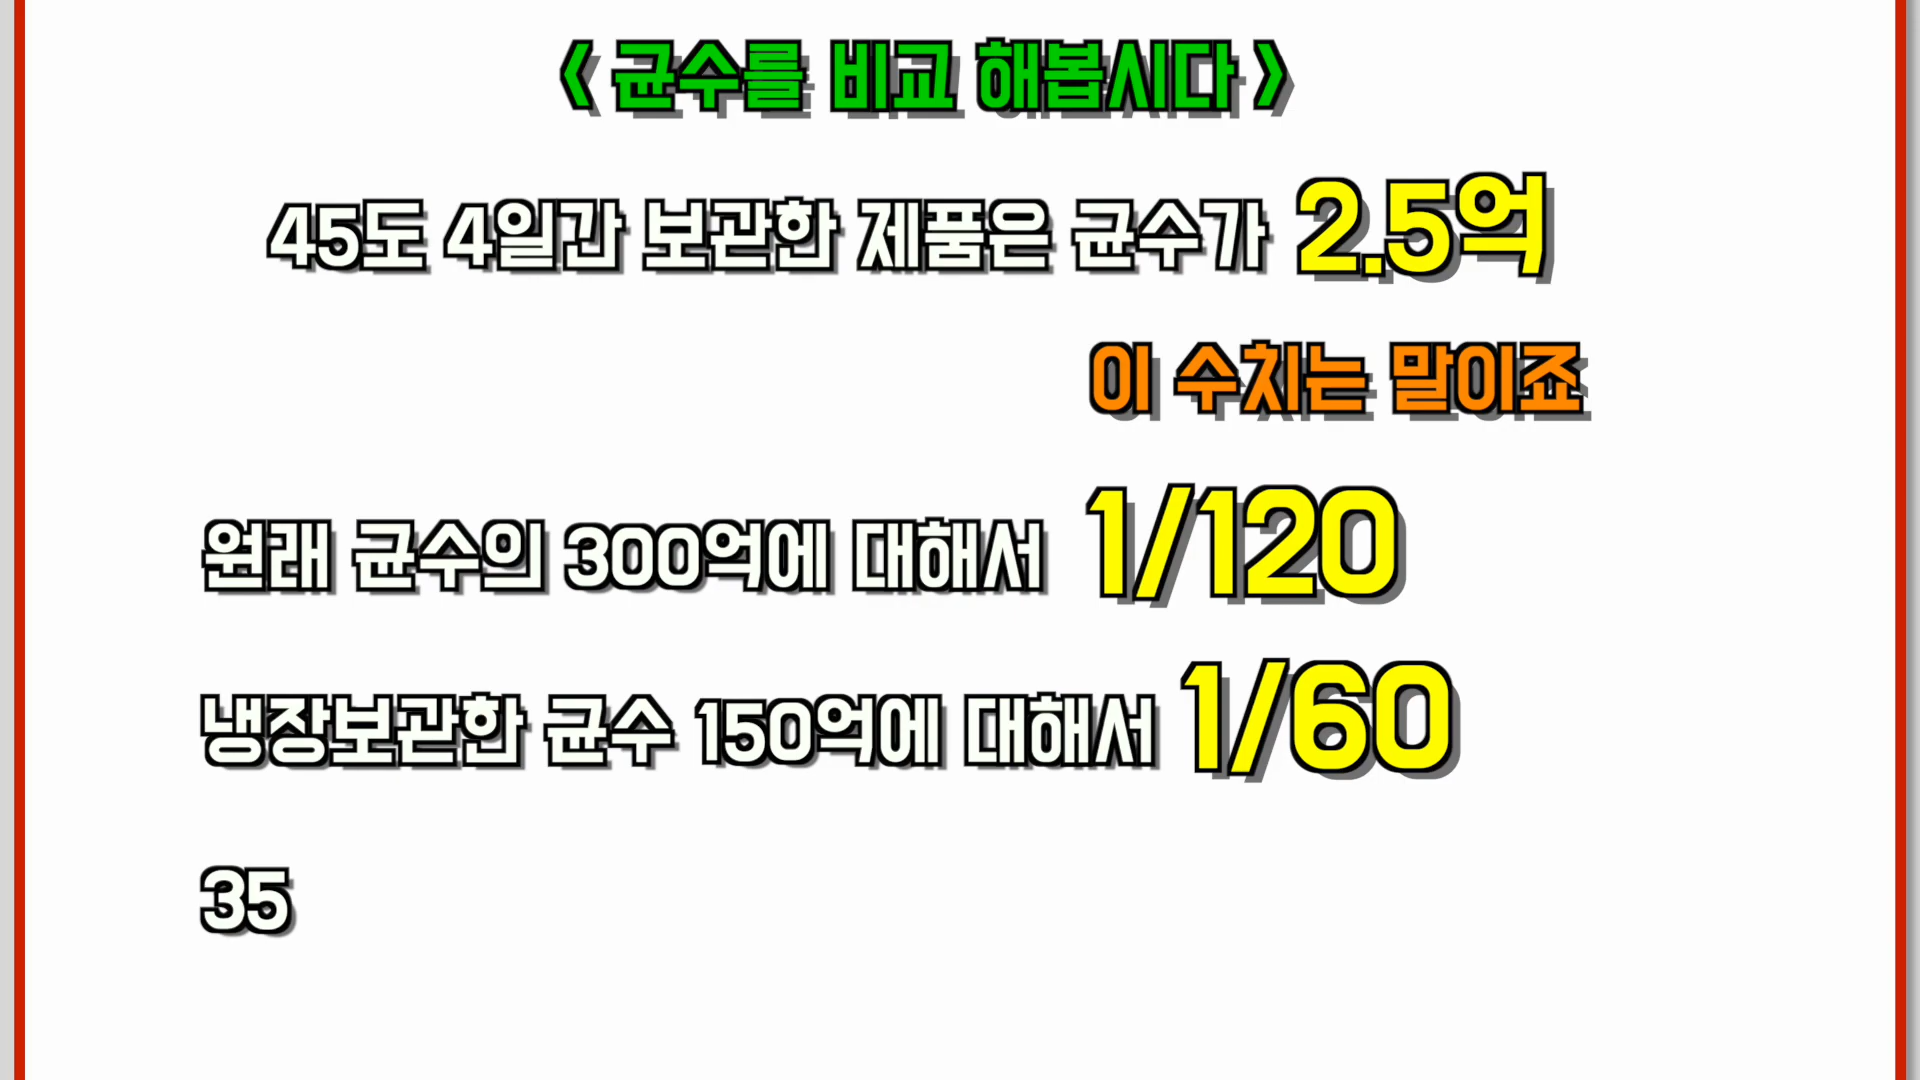 < 균수를 비교 해봅시다 >
45도 4일간 보관한 제품은 균수가 2.5억
이 수치는 말이죠
원래 균수의 300억에 대해서 1/120
냉장보관한 균수 150억에 대해서 1/60
35